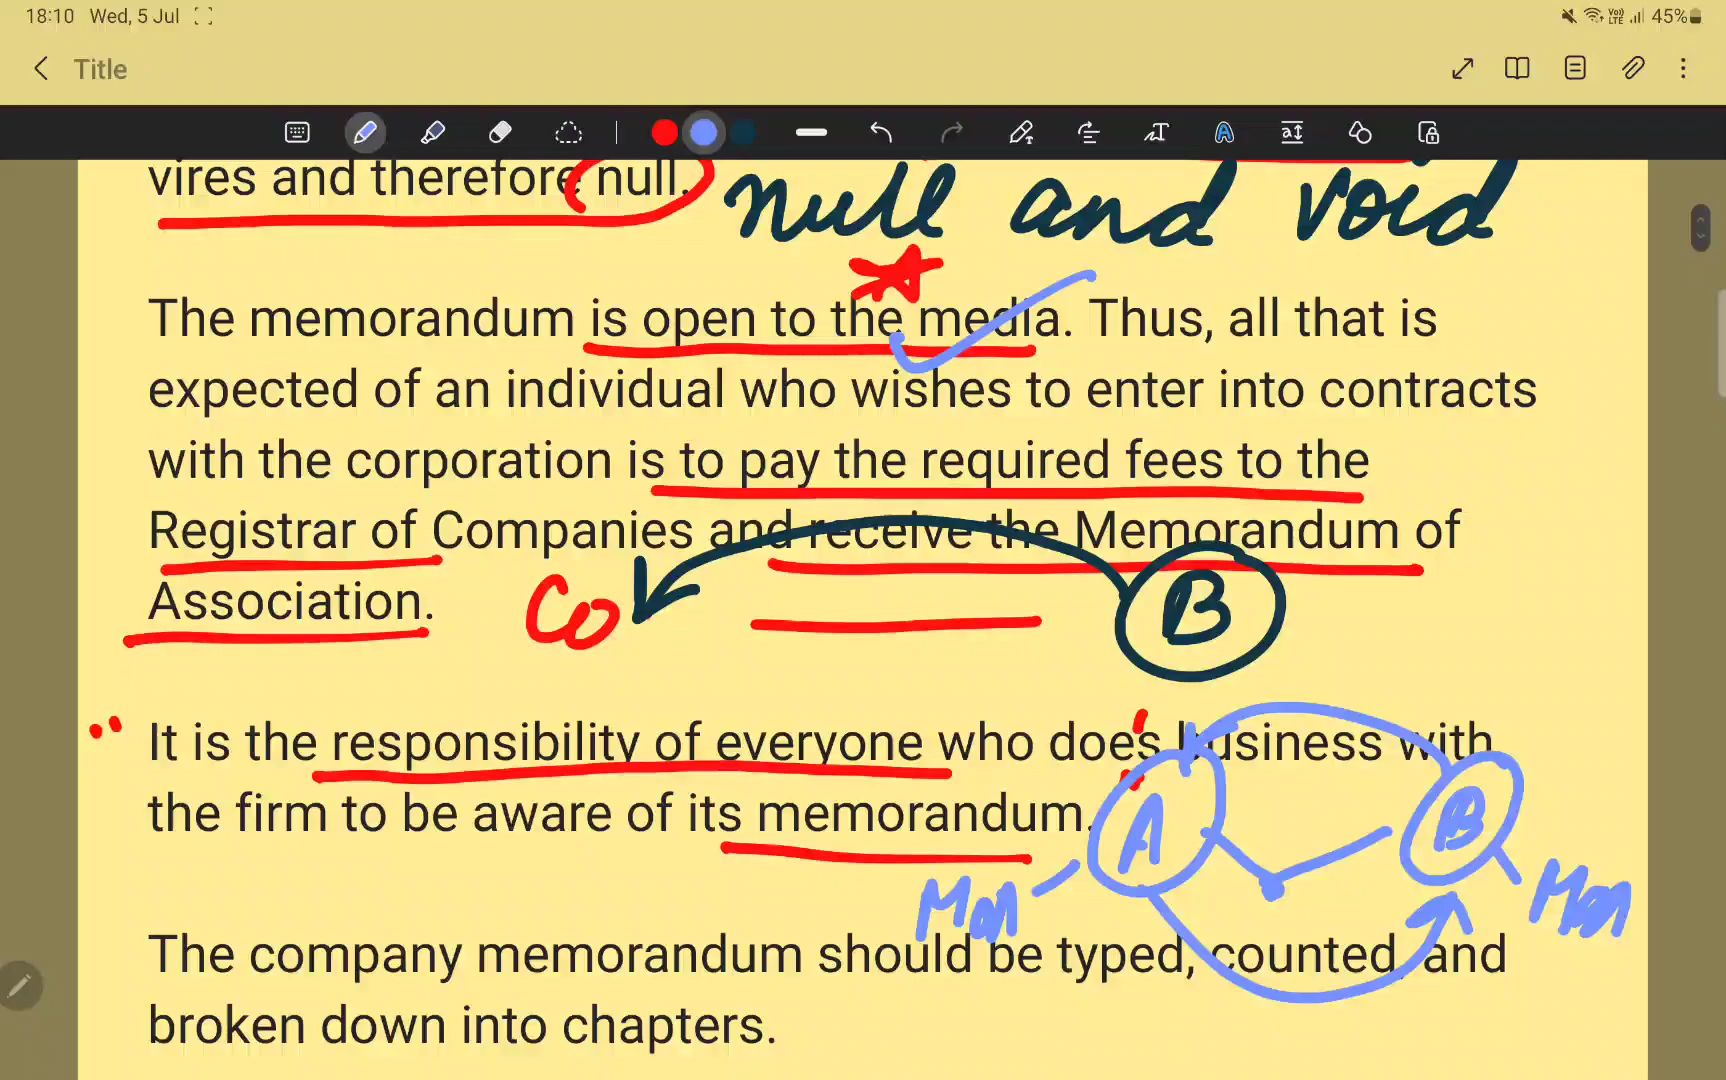 18:10 Wed, 5 Jul
45%
Title
vires and therefore null. null and void
The memorandum is open to the media. Thus, all that is
expected of an individual who wishes to enter into contracts
with the corporation is to pay the required fees to the
Registrar of Companies and receive the Memorandum of
Association. Co B
It is the responsibility of everyone who does business with
the firm to be aware of its memorandum. A B
The company memorandum should be typed, counted, and
broken down into chapters.